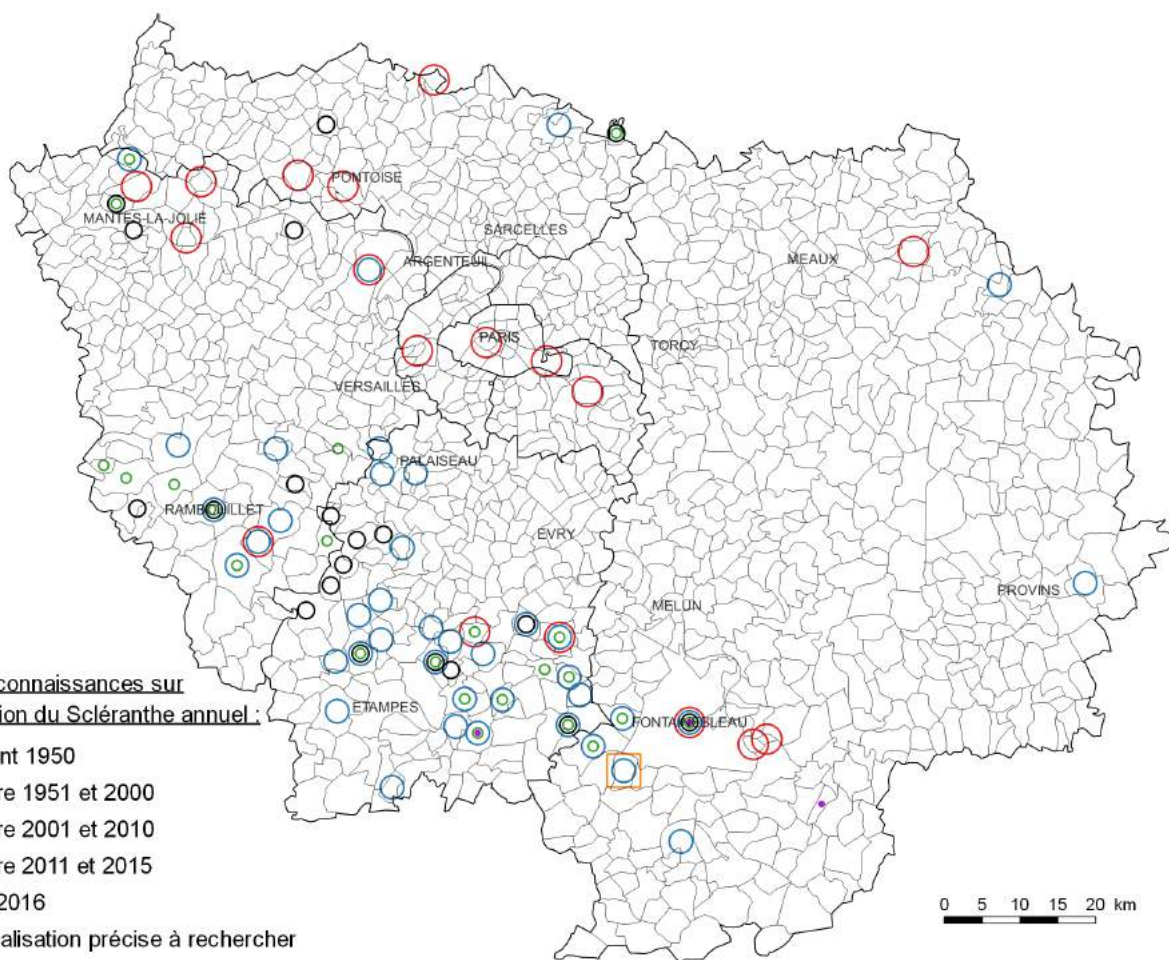 PONTOISE
MANTES-LA-JOLIE
SARCELLES
ARGENTEUIL
MEAUX
PARIS
TORCY
VERSAILLES
PALAISEAU
RAMBOUILLET
EVRY
PROVINS
MELUN
ETAMPES
FONTAINEBLEAU
connaissances sur
ion du Scléranthe annuel :
nt 1950
re 1951 et 2000
re 2001 et 2010
re 2011 et 2015
2016
alisation précise à rechercher
0 5 10 15 20 km